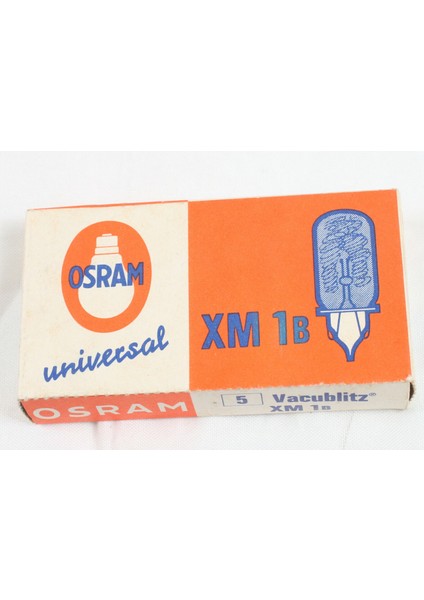 OSRAM
universal
XM 1B
OSRAM
5 Vacublitz®
XM 1B